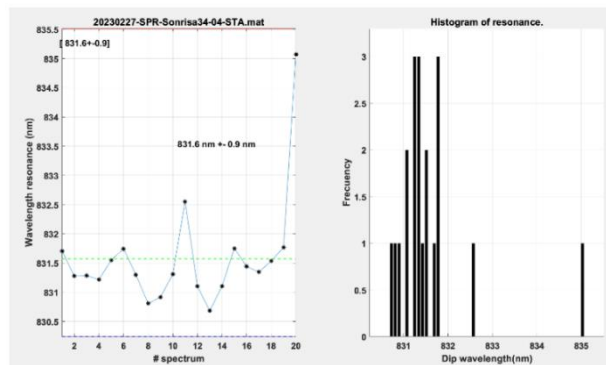 20230227-SPR-Sonrisa34-04-STA.mat
835.5
[ 831.6+-0.9]
835
834.5
834
833.5
831.6 nm +- 0.9 nm
833
832.5
832
831.5
831
830.5
Wavelength resonance (nm)
2 4 6 8 10 12 14 16 18 20
# spectrum
Histogram of resonance.
3
2.5
2
1.5
1
0.5
0
Frecuency
831 832 833 834 835
Dip wavelength(nm)